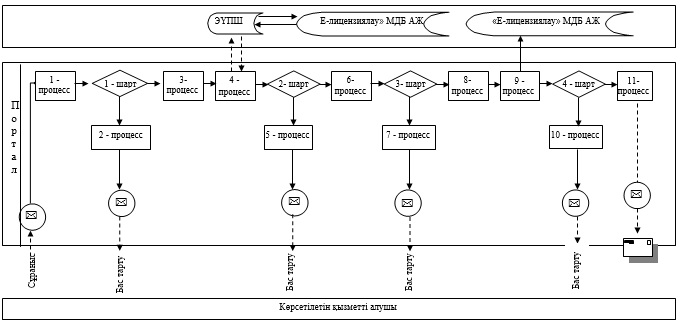 ЭҮПШ
Е-лицензиялау» МДБ АЖ
«Е-лицензиялау» МДБ АЖ
Портал
1 -
процесс
1 - шарт
3-
процесс
4 -
процесс
2- шарт
6-
процесс
3- шарт
8-
процесс
9 -
процесс
4 - шарт
11-
процесс
2 - процесс
5 - процесс
7 - процесс
10 - процесс
Сұраныс
Бас тарту
Бас тарту
Бас тарту
Бас тарту
Көрсетілетін қызметті алушы